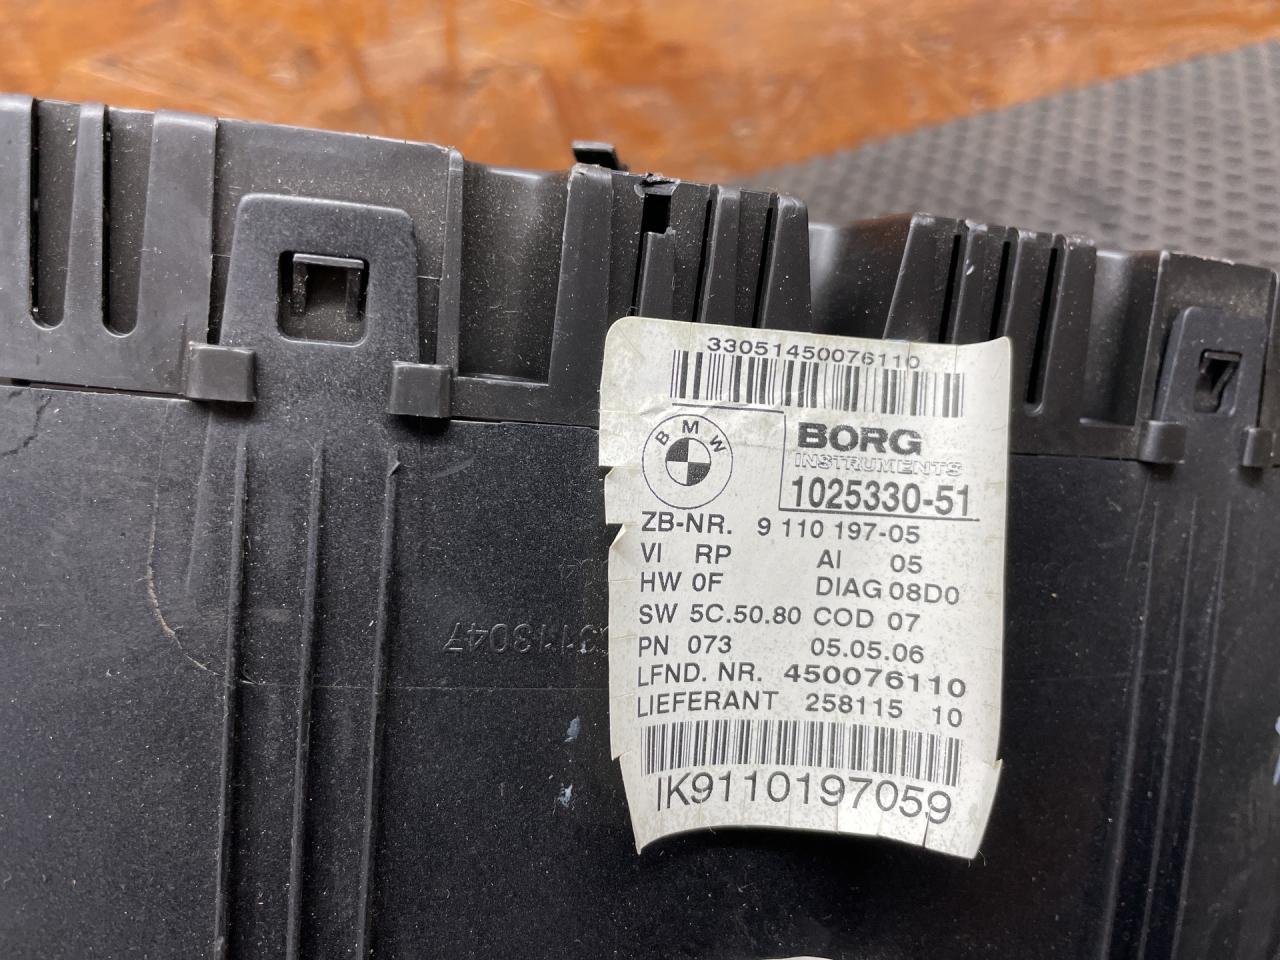 33051450076110
BMW
BORG
INSTRUMENTS
1025330-51
ZB-NR. 9 110 197-05
VI RP AI 05
HW 0F DIAG 08D0
SW 5C.50.80 COD 07
PN 073 05.05.06
LFND. NR. 450076110
LIEFERANT 258115 10
IK9110197059